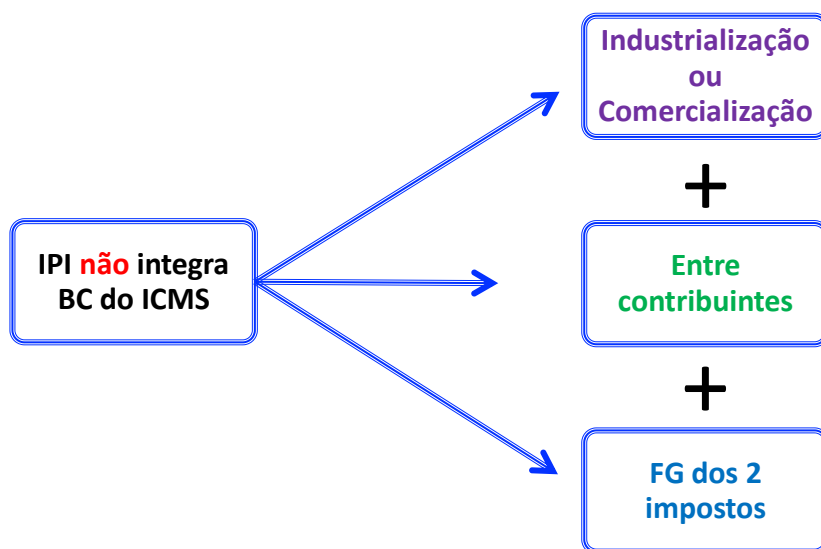 IPI não integra
BC do ICMS
Industrialização
ou
Comercialização
+
Entre
contribuintes
+
FG dos 2
impostos